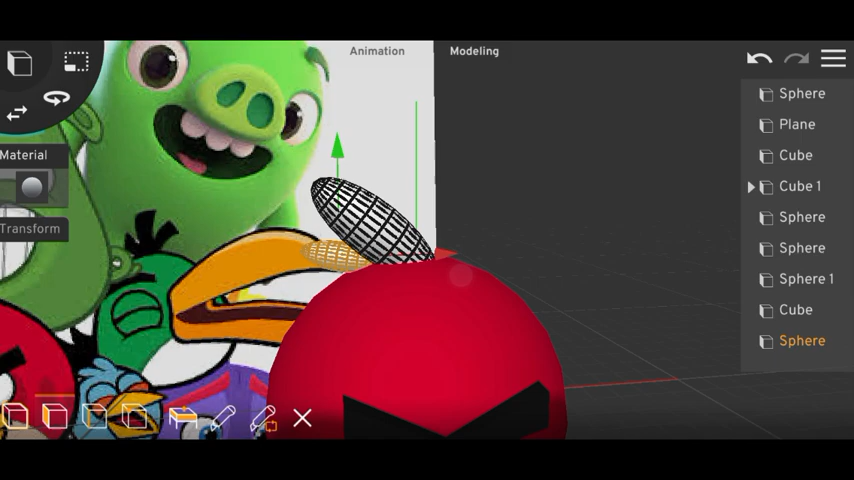 Animation
Modeling
Sphere
Plane
Material
Cube
Cube 1
Transform
Sphere
Sphere
Sphere 1
Cube
Sphere